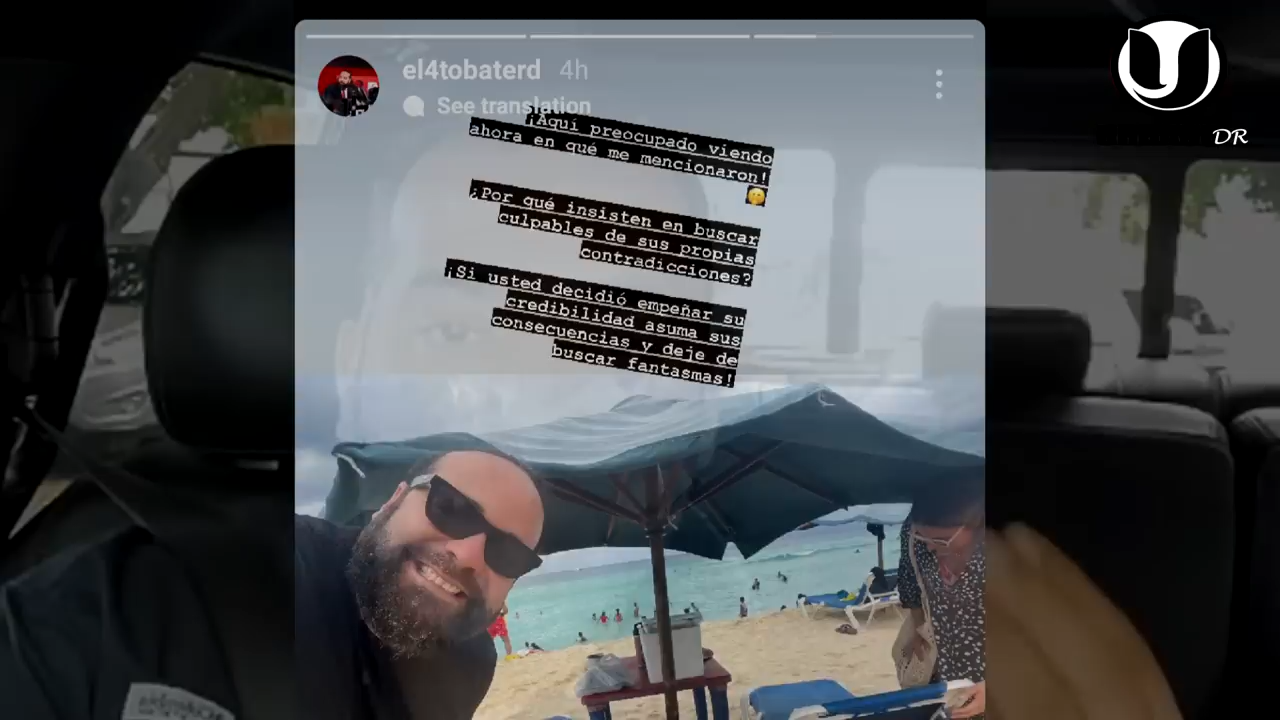 el4tobaterd 4h
See translation
¡Aquí preocupado viendo
ahora en qué me mencionaron!
¿Por qué insisten en buscar
culpables de sus propias
contradicciones?
¡Si usted decidió empeñar su
credibilidad asuma sus
consecuencias y deje de
buscar fantasmas!
DR